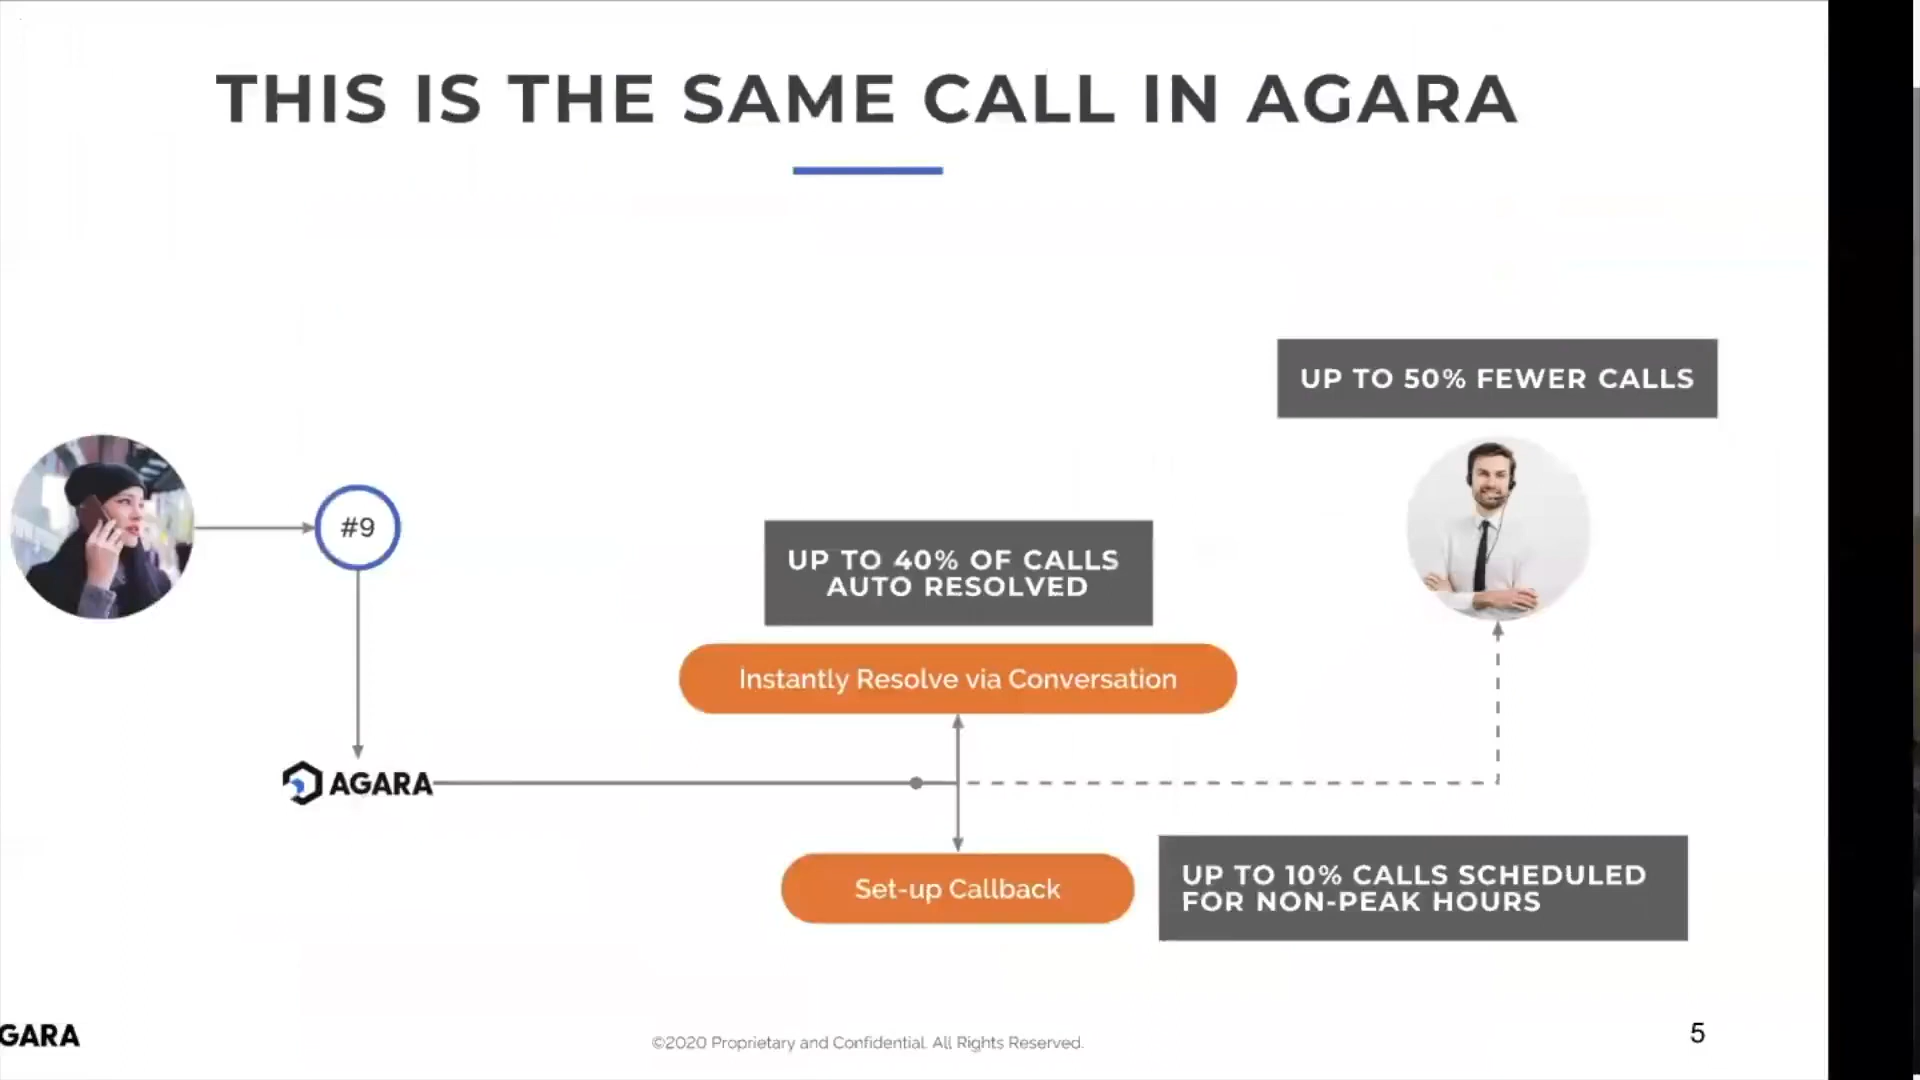 THIS IS THE SAME CALL IN AGARA
UP TO 50% FEWER CALLS
#9
UP TO 40% OF CALLS
AUTO RESOLVED
Instantly Resolve via Conversation
AGARA
Set-up Callback
UP TO 10% CALLS SCHEDULED
FOR NON-PEAK HOURS
GARA
©2020 Proprietary and Confidential. All Rights Reserved.
5